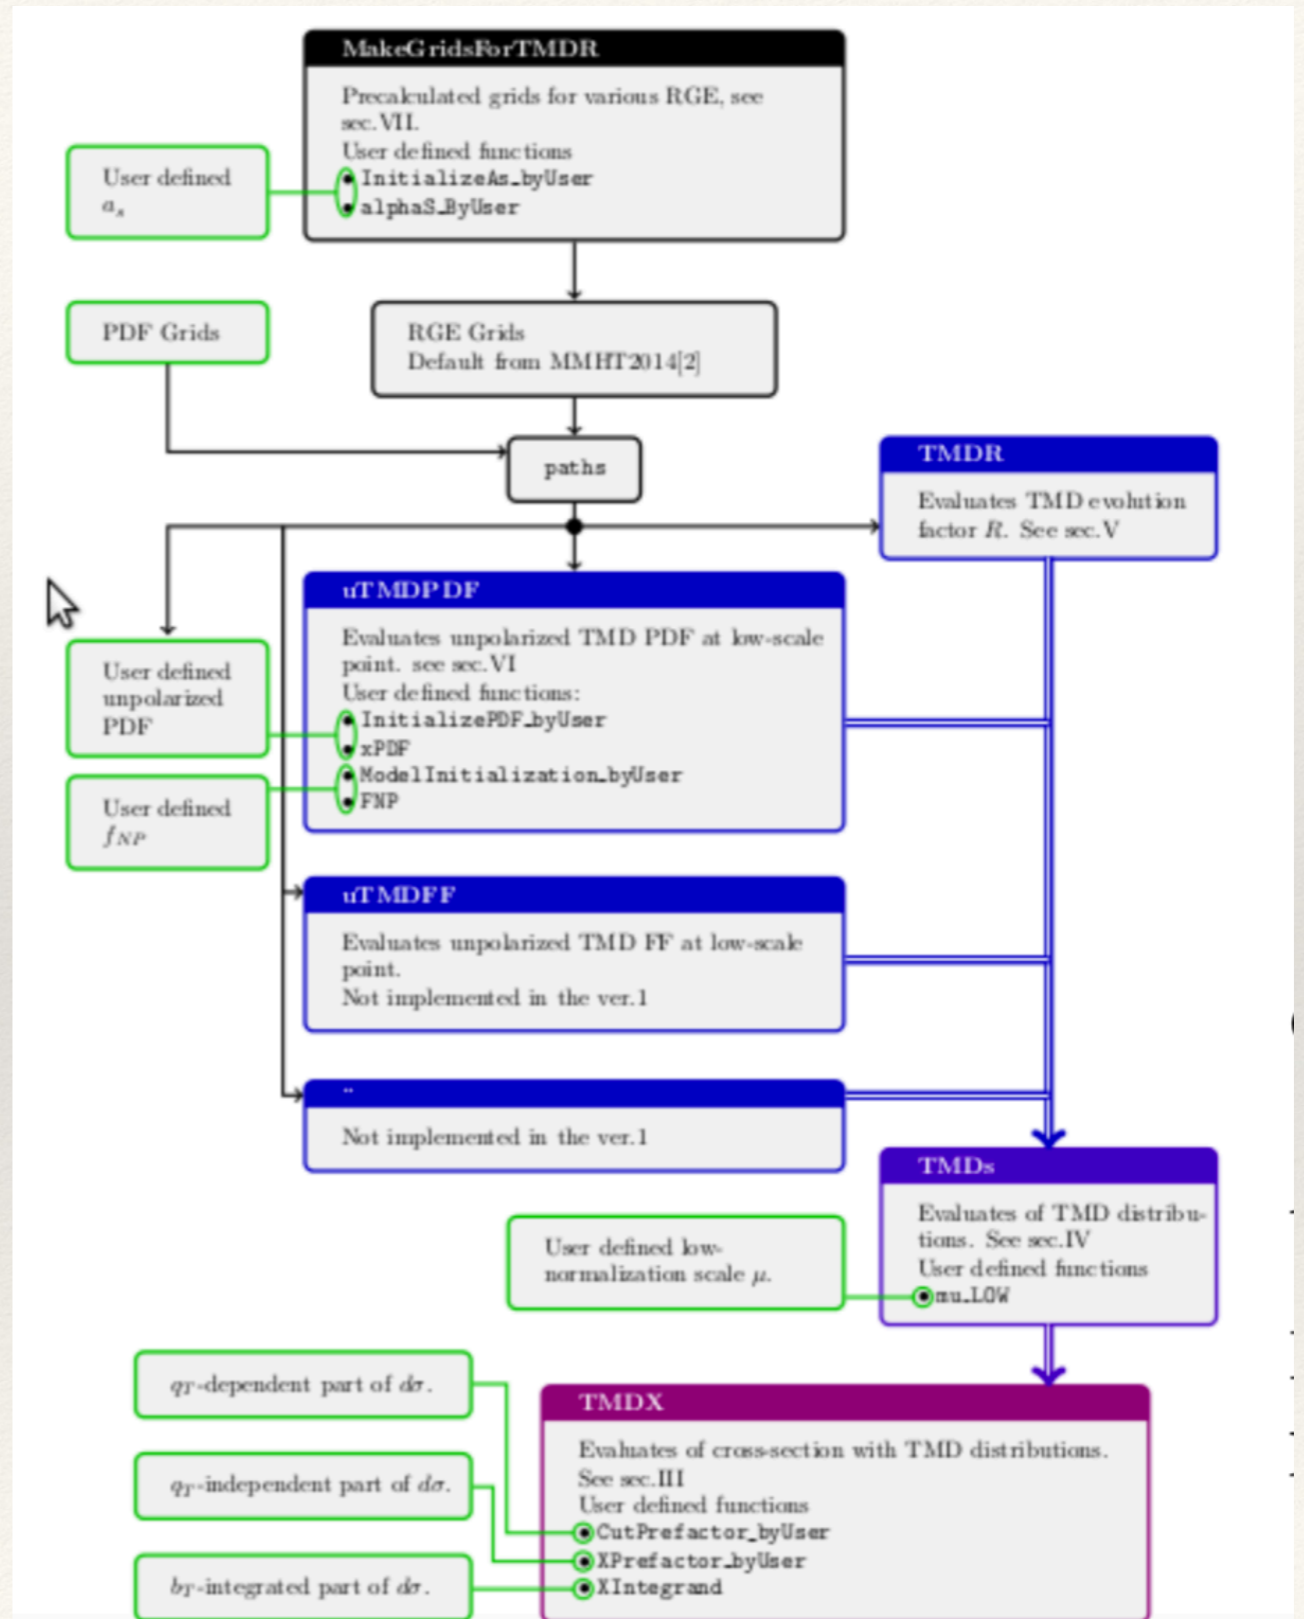 MakeGridsForTMDR
Precalculated grids for various RGE, see
sec.VII.
User defined functions
• InitializeAs_byUser
• alphaS_ByUser
User defined
a_s
PDF Grids
RGE Grids
Default from MMHT2014[2]
paths
TMDR
Evaluates TMD evolution
factor R. See sec.V
uTMDPDF
Evaluates unpolarized TMD PDF at low-scale
point. see sec.VI
User defined functions:
• InitializePDF_byUser
• xPDF
• ModelInitialization_byUser
• FNP
User defined
unpolarized
PDF
User defined
f_NP
uTMDFF
Evaluates unpolarized TMD FF at low-scale
point.
Not implemented in the ver.1
..
Not implemented in the ver.1
TMDs
Evaluates of TMD distribu-
tions. See sec.IV
User defined functions
• mu_LOW
User defined low-
normalization scale μ.
q_T-dependent part of dσ.
q_T-independent part of dσ.
b_T-integrated part of dσ.
TMDX
Evaluates of cross-section with TMD distributions.
See sec.III
User defined functions
• CutPrefactor_byUser
• XPrefactor_byUser
• XIntegrand